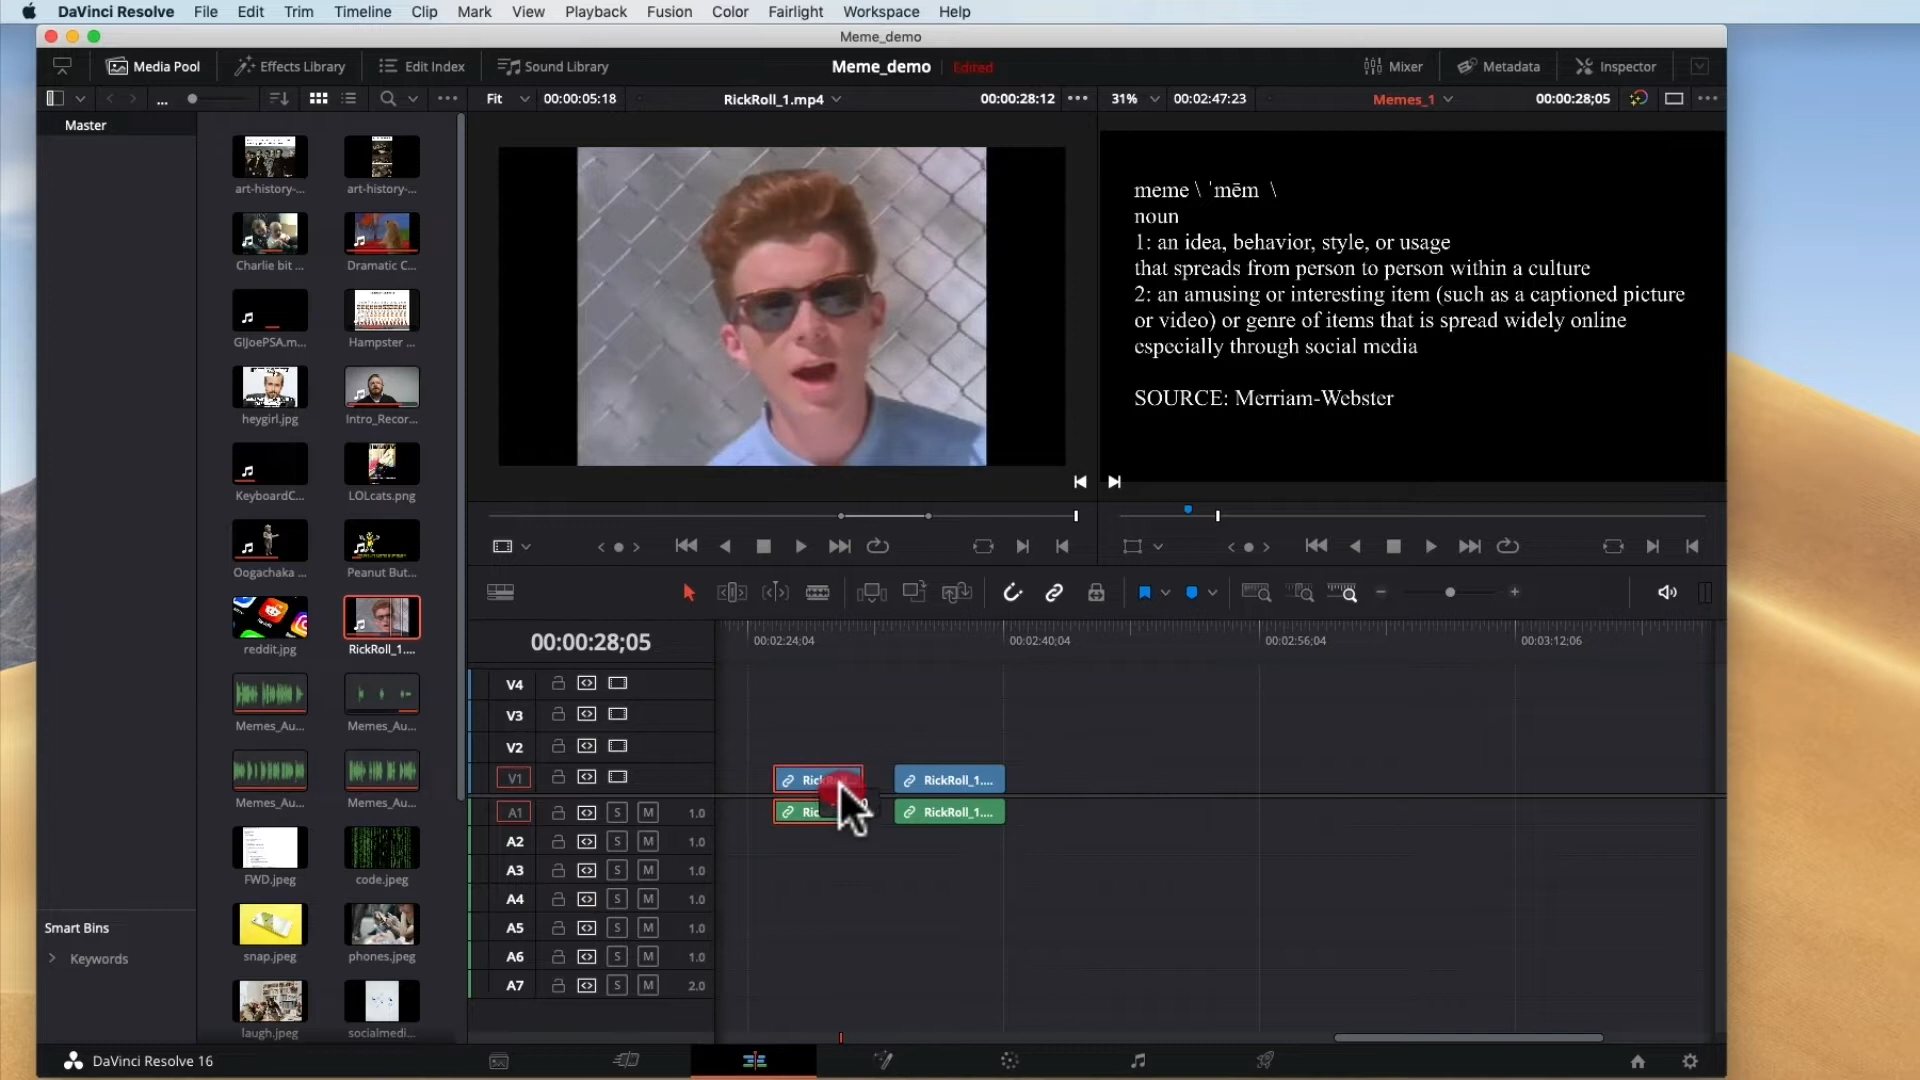 DaVinci Resolve File Edit Trim Timeline Clip Mark View Playback Fusion Color Fairlight Workspace Help
Meme_demo
Media Pool Effects Library Edit Index Sound Library Meme_demo Edited Mixer Metadata Inspector
... Fit 00:00:05:18 RickRoll_1.mp4 00:00:28:12 31% 00:02:47:23 Memes_1 00:00:28;05
Master
art-history-... art-history-...
Charlie bit ... Dramatic C...
GIJoePSA.m... Hampster ...
heygirl.jpg Intro_Recor...
KeyboardC... LOLcats.png
Oogachaka ... Peanut But...
reddit.jpg RickRoll_1....
Memes_Au... Memes_Au...
Memes_Au... Memes_Au...
FWD.jpeg code.jpeg
snap.jpeg phones.jpeg
laugh.jpeg socialmedi...
Smart Bins
Keywords
meme \ ˈmēm \
noun
1: an idea, behavior, style, or usage
that spreads from person to person within a culture
2: an amusing or interesting item (such as a captioned picture
or video) or genre of items that is spread widely online
especially through social media
SOURCE: Merriam-Webster
00:00:28;05
00:02:24;04 00:02:40;04 00:02:56;04 00:03:12;06
V4
V3
V2
V1 RickRoll_1....
A1 S M 1.0 RickRoll_1....
A2 S M 1.0
A3 S M 1.0
A4 S M 1.0
A5 S M 1.0
A6 S M 1.0
A7 S M 2.0
DaVinci Resolve 16